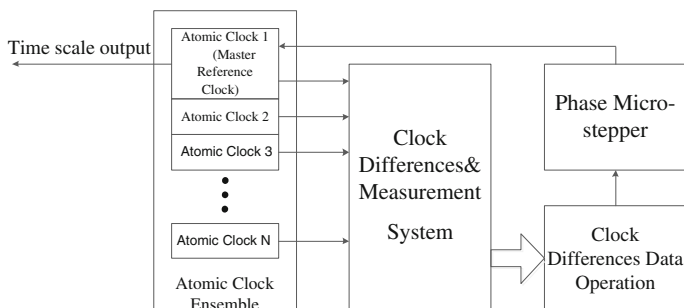 Time scale output
Atomic Clock 1
(Master
Reference
Clock)
Atomic Clock 2
Atomic Clock 3
Atomic Clock N
Atomic Clock
Ensemble
Clock
Differences&
Measurement
System
Phase Micro-
stepper
Clock
Differences Data
Operation